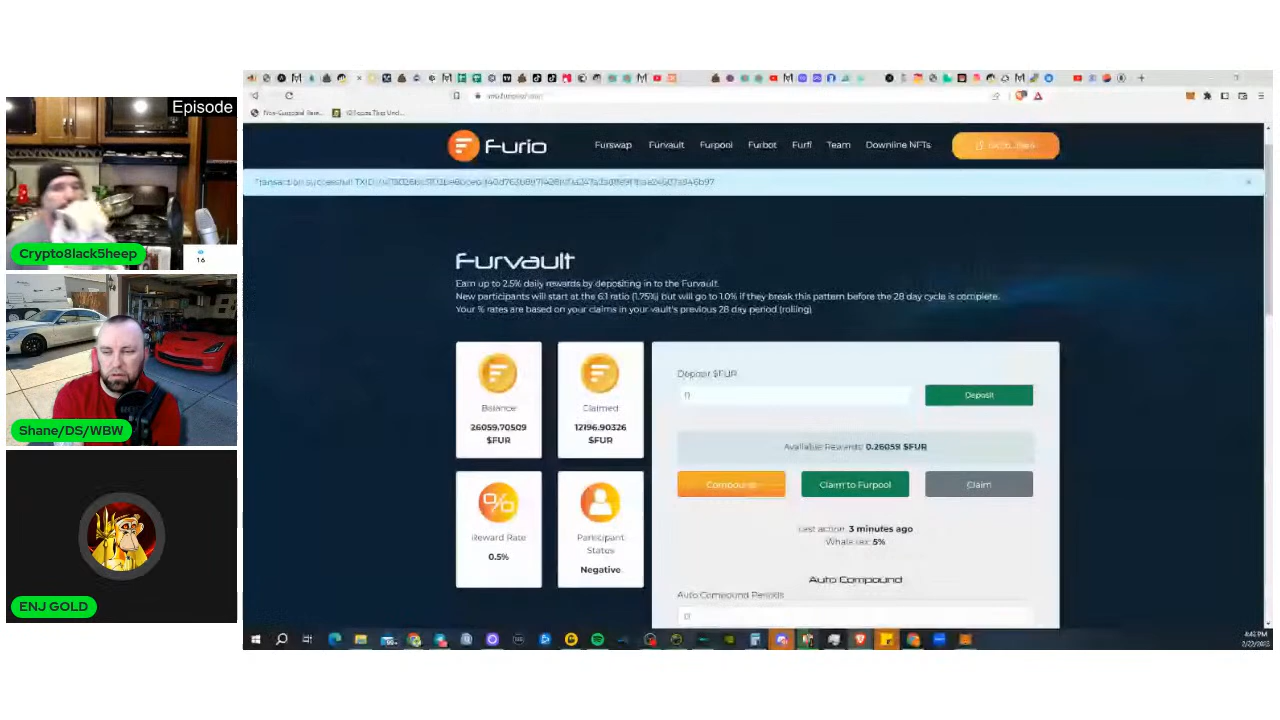 Episode
Crypto8lack5heep
16
Shane/DS/WBW
ENJ GOLD
Furio
Furswap Furvault Furpool Furbot Furfi Team Downline NFTs
Furvault
Earn up to 2.5% daily rewards by depositing in to the Furvault.
New participants will start at the 6:1 ratio (1.75%) but will go to 1.0% if they break this pattern before the 28 day cycle is complete.
Your % rates are based on your claims in your vault's previous 28 day period (rolling)
Balance
26059.70509
$FUR
Claimed
12196.90326
$FUR
Reward Rate
0.5%
Participant
Status
Negative
Deposit $FUR
0
Deposit
Available Rewards: 0.26059 $FUR
Compound
Claim to Furpool
Claim
Last action: 3 minutes ago
Whale tax: 5%
Auto Compound
Auto Compound Periods
4:42 PM